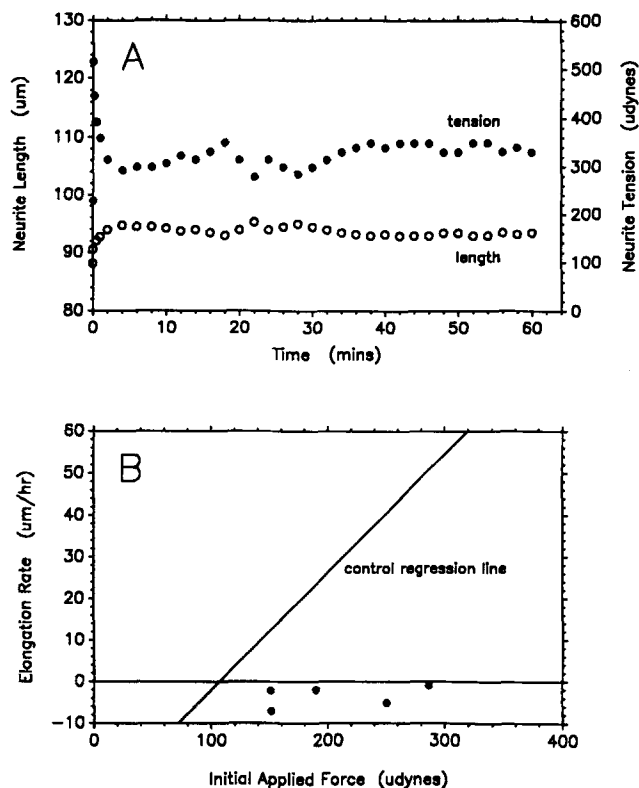 A
130
120
110
100
90
80
600
500
400
300
200
100
0
Neurite Length (um)
Neurite Tension (udynes)
tension
length
0 10 20 30 40 50 60
Time (mins)
B
60
50
40
30
20
10
0
-10
Elongation Rate (um/hr)
control regression line
0 100 200 300 400
Initial Applied Force (udynes)